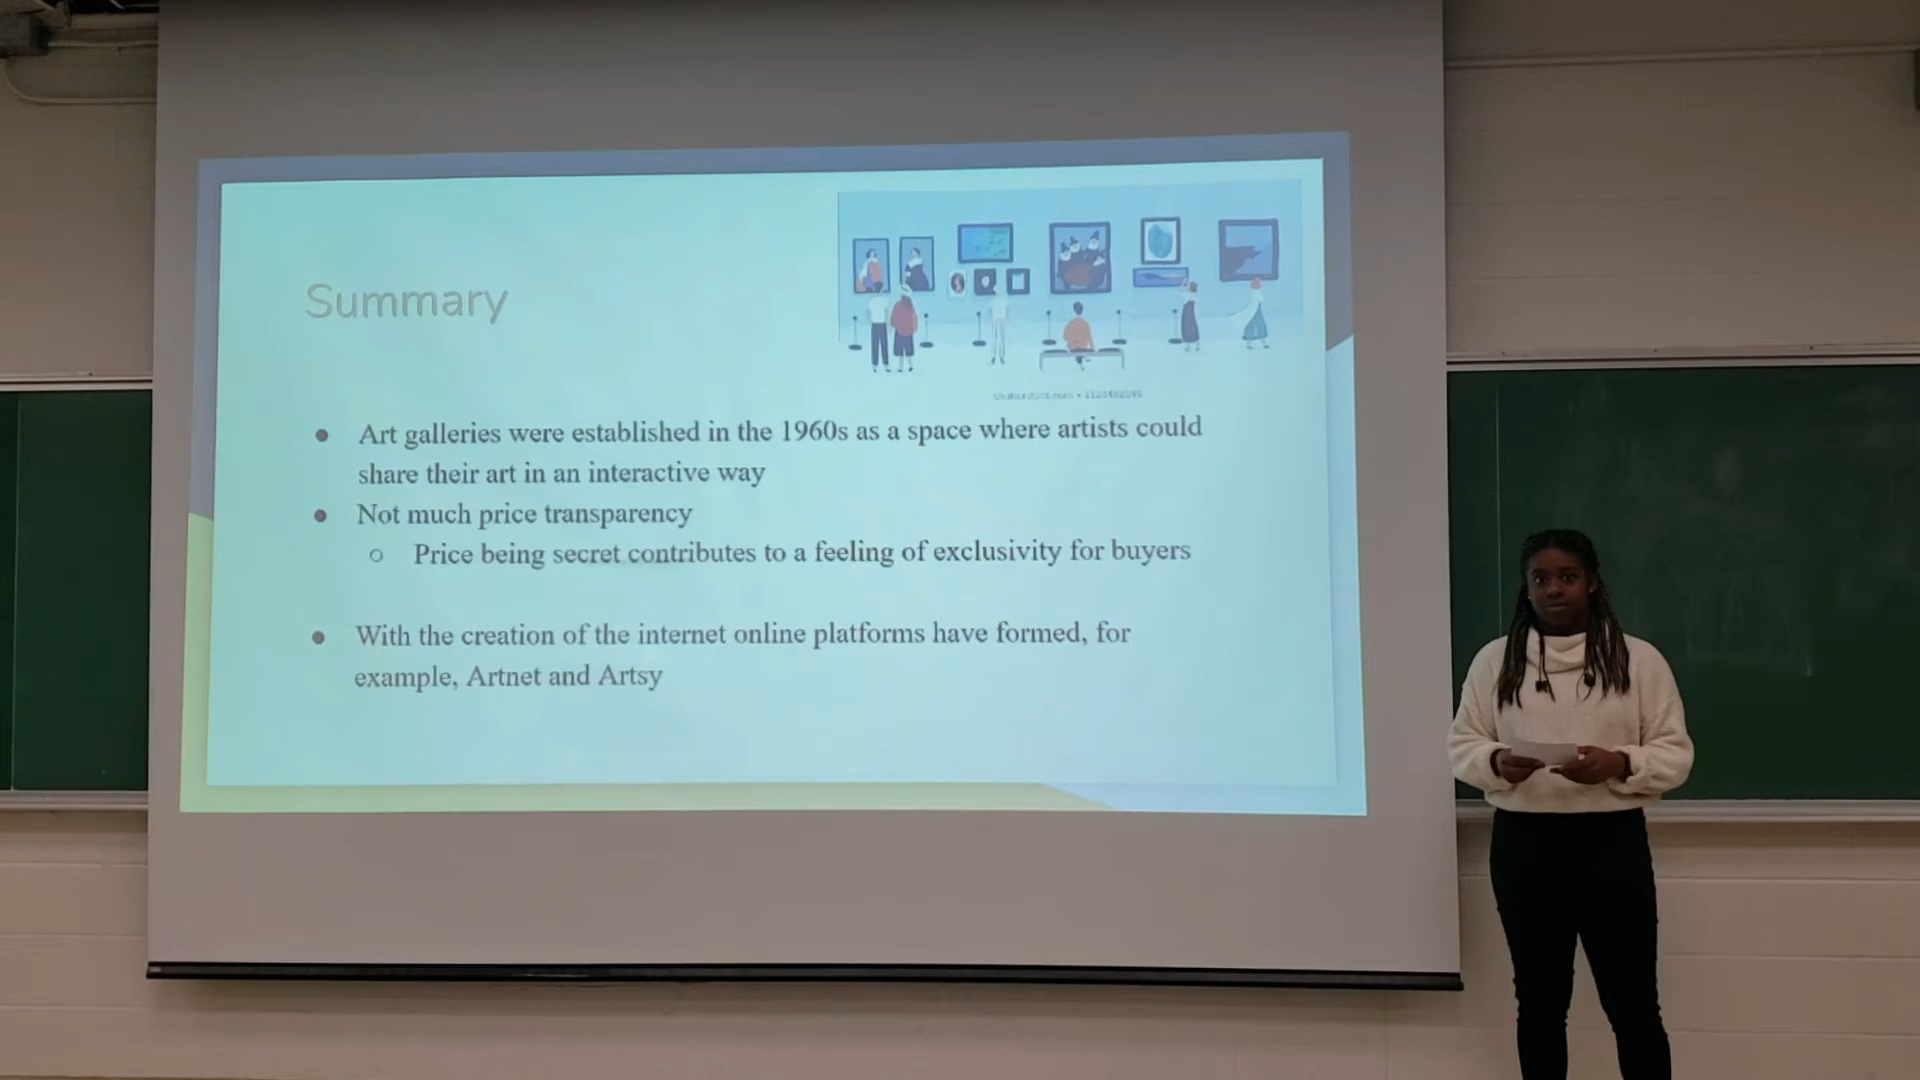 Summary
● Art galleries were established in the 1960s as a space where artists could
share their art in an interactive way
● Not much price transparency
○ Price being secret contributes to a feeling of exclusivity for buyers
● With the creation of the internet online platforms have formed, for
example, Artnet and Artsy